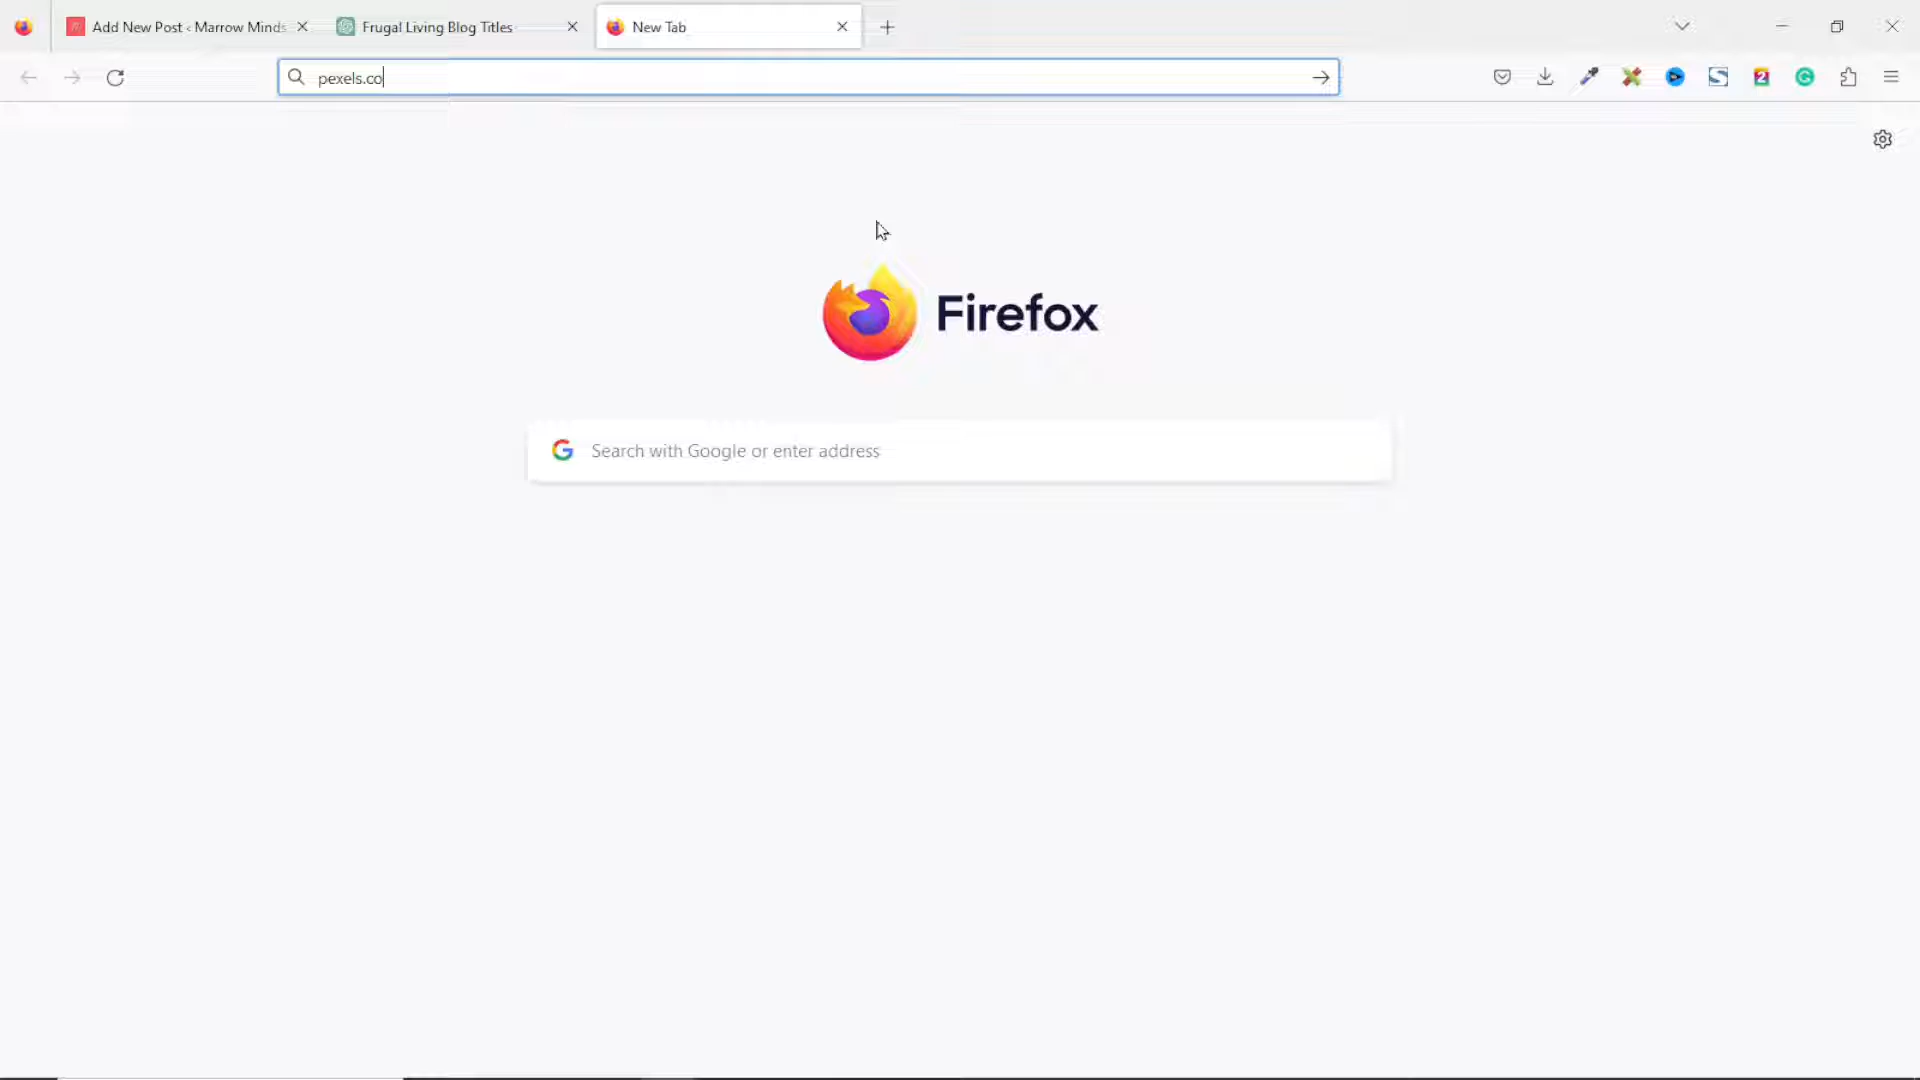 Add New Post ‹ Marrow Minds
Frugal Living Blog Titles
New Tab
pexels.co
Firefox
Search with Google or enter address